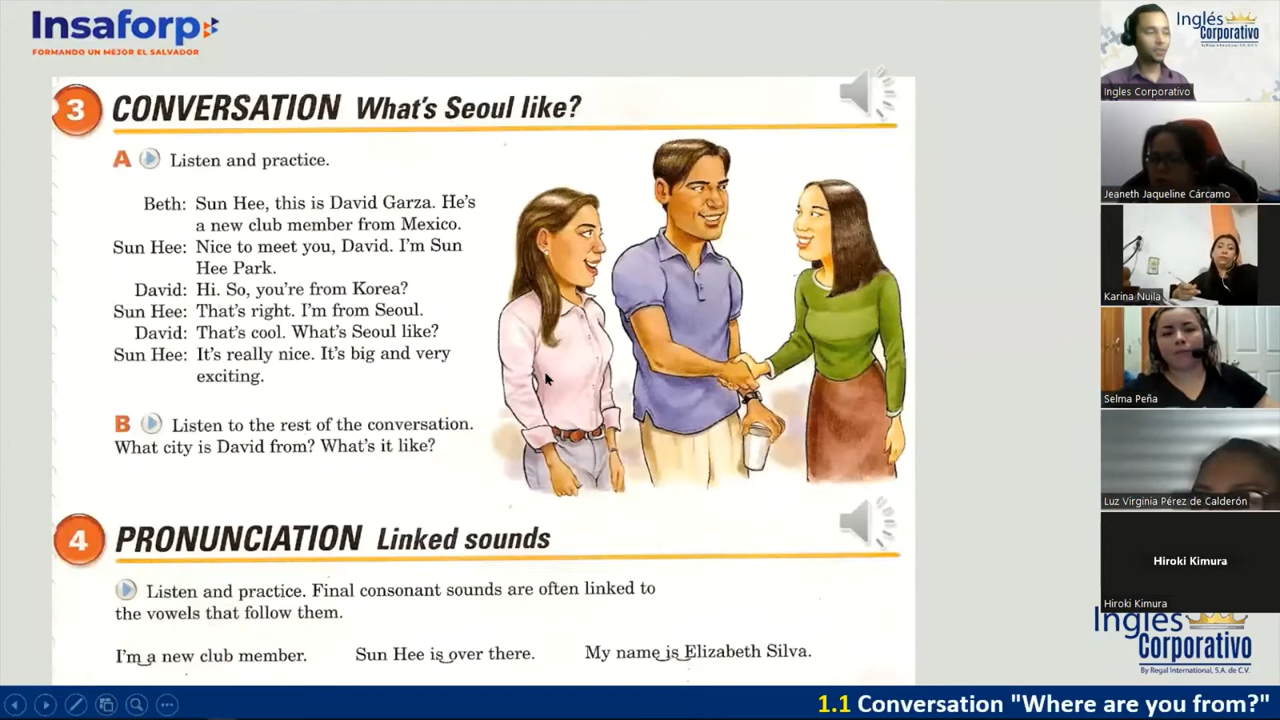 Insaforp
FORMANDO UN MEJOR EL SALVADOR
3 CONVERSATION What's Seoul like?
A Listen and practice.
Beth: Sun Hee, this is David Garza. He's
a new club member from Mexico.
Sun Hee: Nice to meet you, David. I'm Sun
Hee Park.
David: Hi. So, you're from Korea?
Sun Hee: That's right. I'm from Seoul.
David: That's cool. What's Seoul like?
Sun Hee: It's really nice. It's big and very
exciting.
B Listen to the rest of the conversation.
What city is David from? What's it like?
4 PRONUNCIATION Linked sounds
Listen and practice. Final consonant sounds are often linked to
the vowels that follow them.
I'm a new club member. Sun Hee is over there. My name is Elizabeth Silva.
Inglés
Corporativo
Ingles Corporativo
Jeaneth Jaqueline Cárcamo
Karina Nuila
Selma Peña
Luz Virginia Pérez de Calderón
Hiroki Kimura
Hiroki Kimura
Inglés
Corporativo
By Regal International, S.A. de C.V.
1.1 Conversation "Where are you from?"